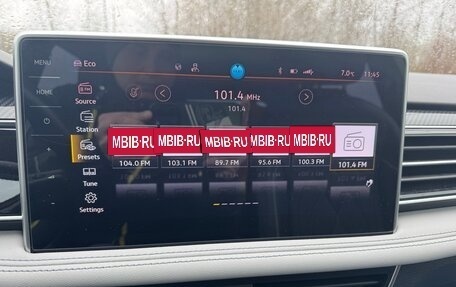 MENU
Eco
7.0°C 11:45
HOME
FM
Source
101.4 MHz
101.4
Station
Presets
MBIB·RU MBIB·RU MBIB·RU MBIB·RU MBIB·RU
104.0 FM 103.1 FM 89.7 FM 95.6 FM 100.3 FM 101.4 FM
Tune
Settings